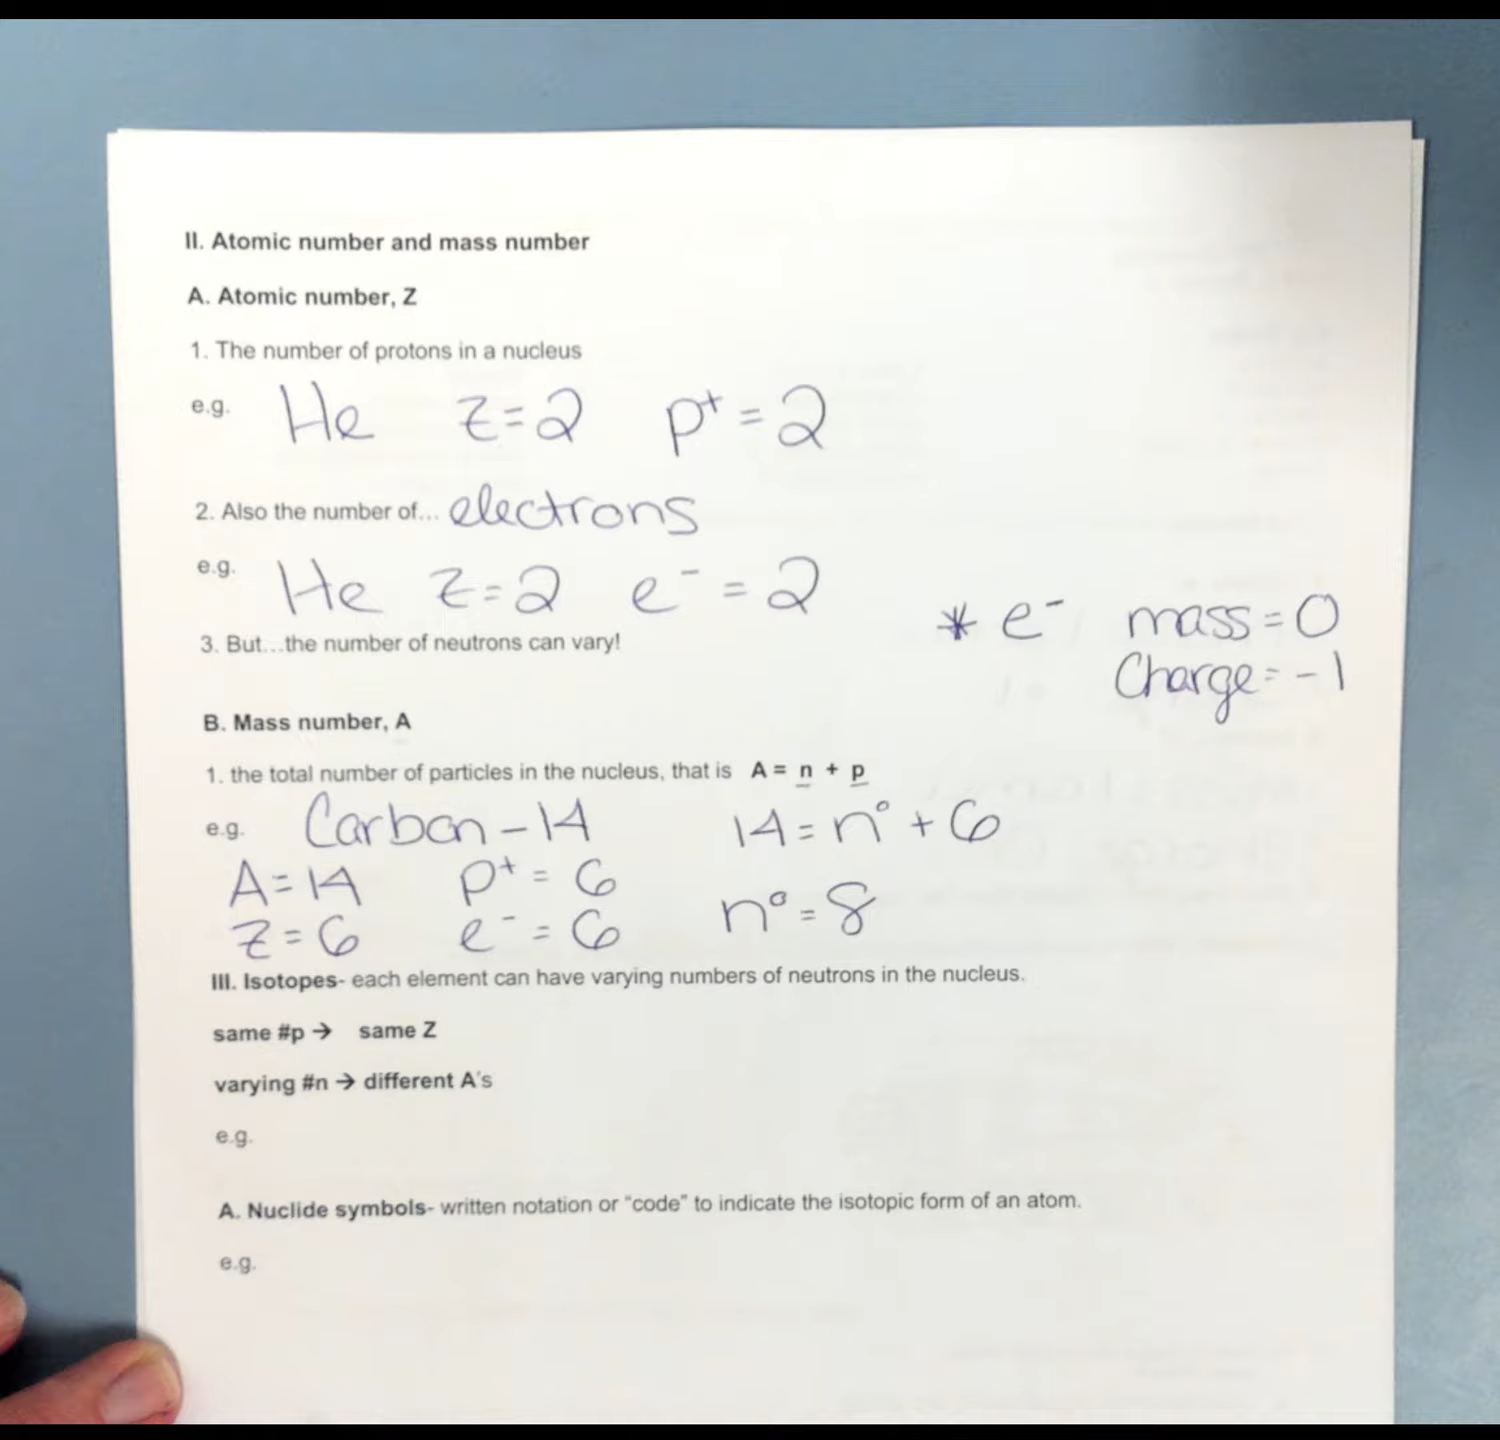 II. Atomic number and mass number
A. Atomic number, Z
1. The number of protons in a nucleus
e.g. He Z=2 p⁺=2
2. Also the number of... electrons
e.g. He Z=2 e⁻=2
3. But...the number of neutrons can vary!
* e⁻ mass=0
Charge=-1
B. Mass number, A
1. the total number of particles in the nucleus, that is A = n + p
e.g. Carbon-14 14=n°+6
A=14 p⁺=6
Z=6 e⁻=6 n°=8
III. Isotopes- each element can have varying numbers of neutrons in the nucleus.
same #p → same Z
varying #n → different A's
e.g.
A. Nuclide symbols- written notation or “code” to indicate the isotopic form of an atom.
e.g.